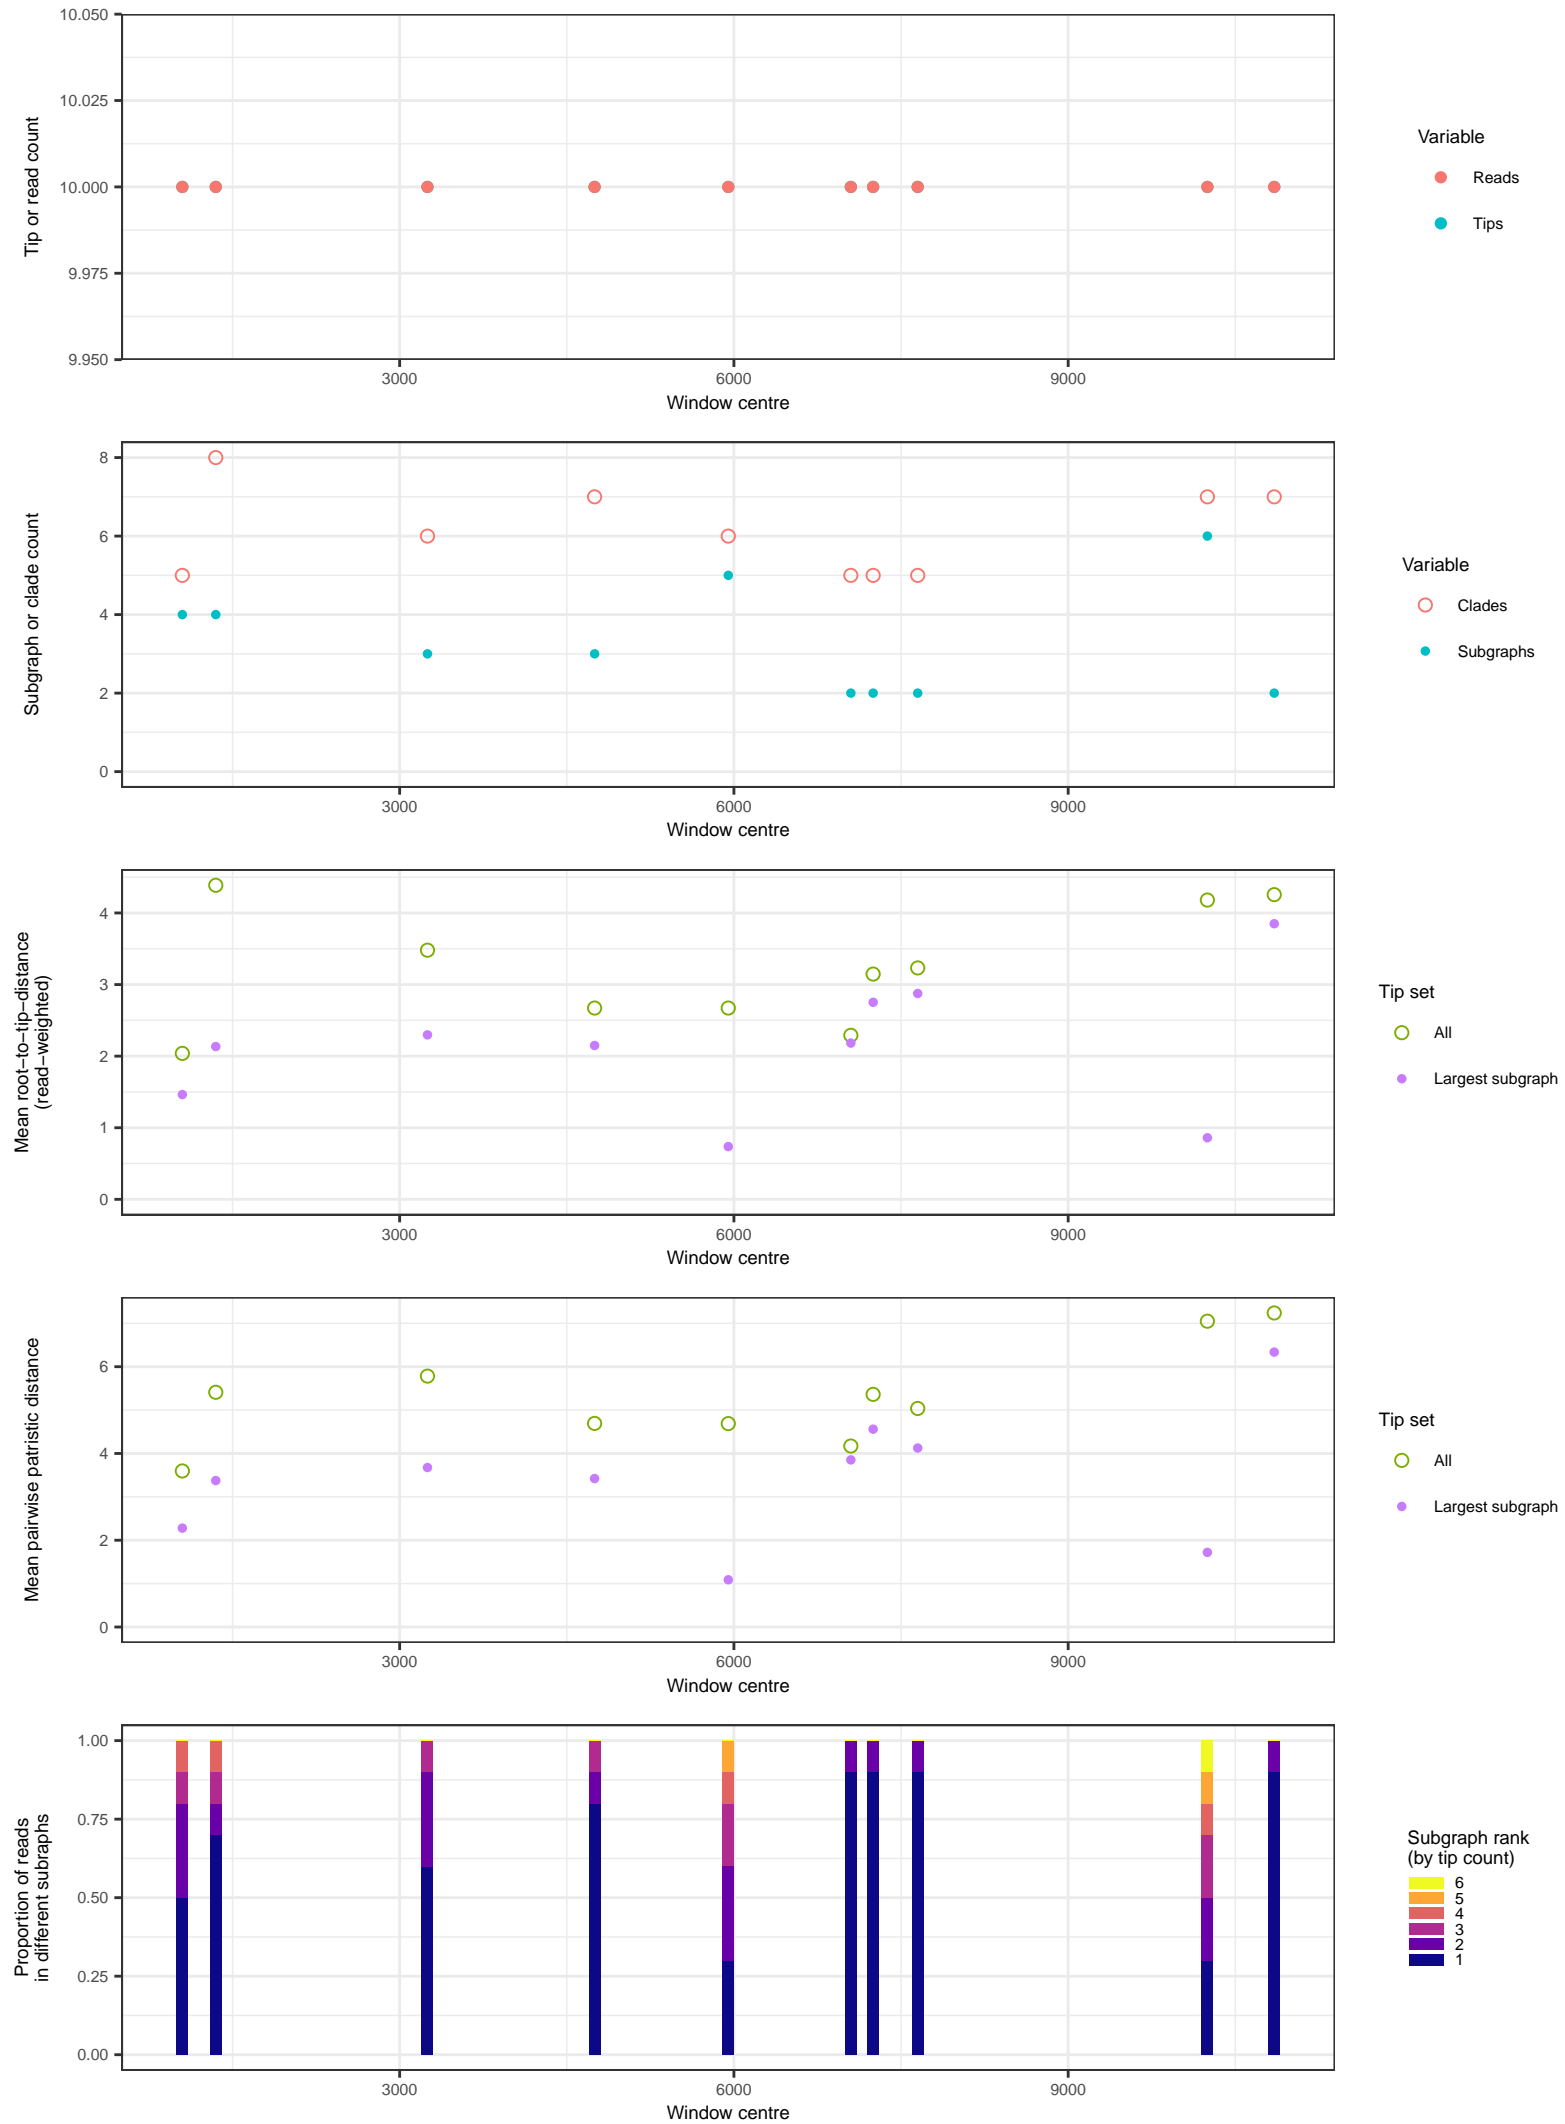 10.050
10.025
10.000
9.975
9.950
Tip or read count
3000
6000
9000
Window centre
Variable
Reads
Tips
8
6
4
2
0
Subgraph or clade count
3000
6000
9000
Window centre
Variable
Clades
Subgraphs
4
3
2
1
0
Mean root−to−tip−distance
(read−weighted)
3000
6000
9000
Window centre
Tip set
All
Largest subgraph
6
4
2
0
Mean pairwise patristic distance
3000
6000
9000
Window centre
Tip set
All
Largest subgraph
1.00
0.75
0.50
0.25
0.00
Proportion of reads
in different subraphs
3000
6000
9000
Window centre
Subgraph rank
(by tip count)
6
5
4
3
2
1